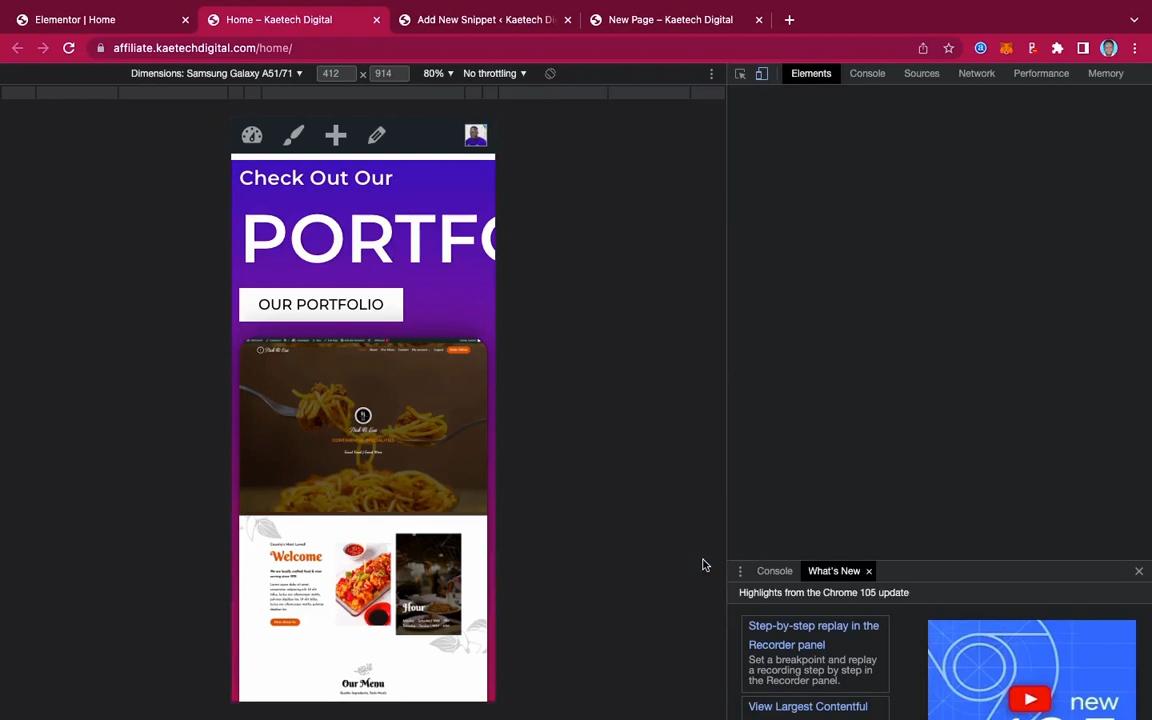 Elementor | Home
Home – Kaetech Digital
Add New Snippet ‹ Kaetech Di
New Page – Kaetech Digital
affiliate.kaetechdigital.com/home/
Dimensions: Samsung Galaxy A51/71
412 x 914
80%
No throttling
Elements
Console
Sources
Network
Performance
Memory
Check Out Our
PORTFO
OUR PORTFOLIO
CONTINENTAL SPECIALITIES
Welcome
Hour
Our Menu
Console
What's New
Highlights from the Chrome 105 update
Step-by-step replay in the
Recorder panel
Set a breakpoint and replay
a recording step by step in
the Recorder panel.
View Largest Contentful
new